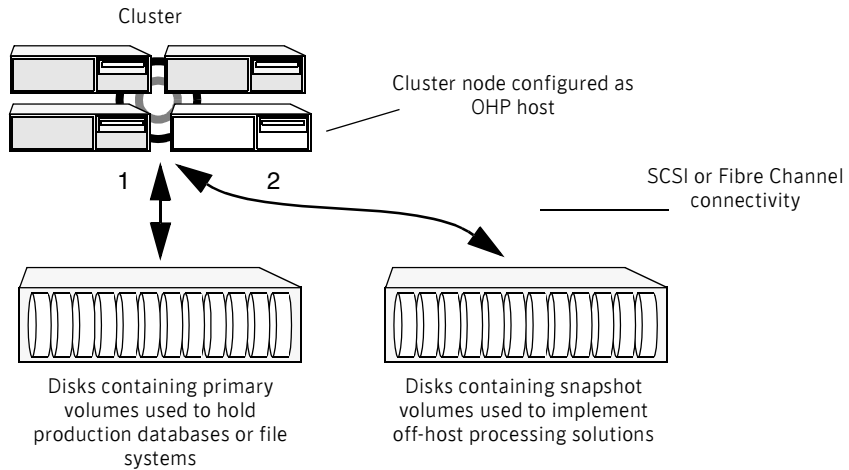 Cluster
Cluster node configured as
OHP host
1
2
SCSI or Fibre Channel
connectivity
Disks containing primary
volumes used to hold
production databases or file
systems
Disks containing snapshot
volumes used to implement
off-host processing solutions